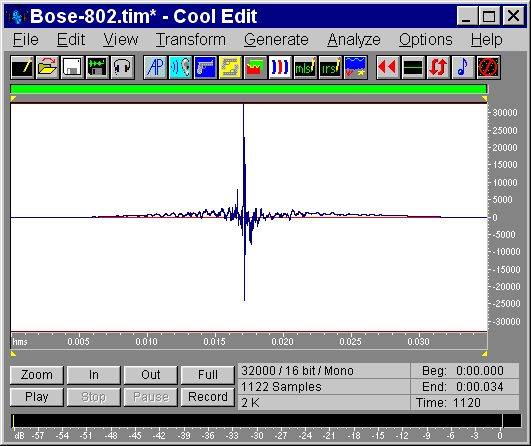 Bose-802.tim* - Cool Edit
File Edit View Transform Generate Analyze Options Help
AP mls irs
30000
25000
20000
15000
10000
5000
0
-5000
-10000
-15000
-20000
-25000
-30000
hms 0.005 0.010 0.015 0.020 0.025 0.030
Zoom In Out Full
Play Stop Pause Record
32000 / 16 bit / Mono
1122 Samples
2 K
Beg: 0:00.000
End: 0:00.034
Time: 1120
dB -57 -54 -51 -48 -45 -42 -39 -36 -33 -30 -27 -24 -21 -18 -15 -12 -9 -6 -3 0